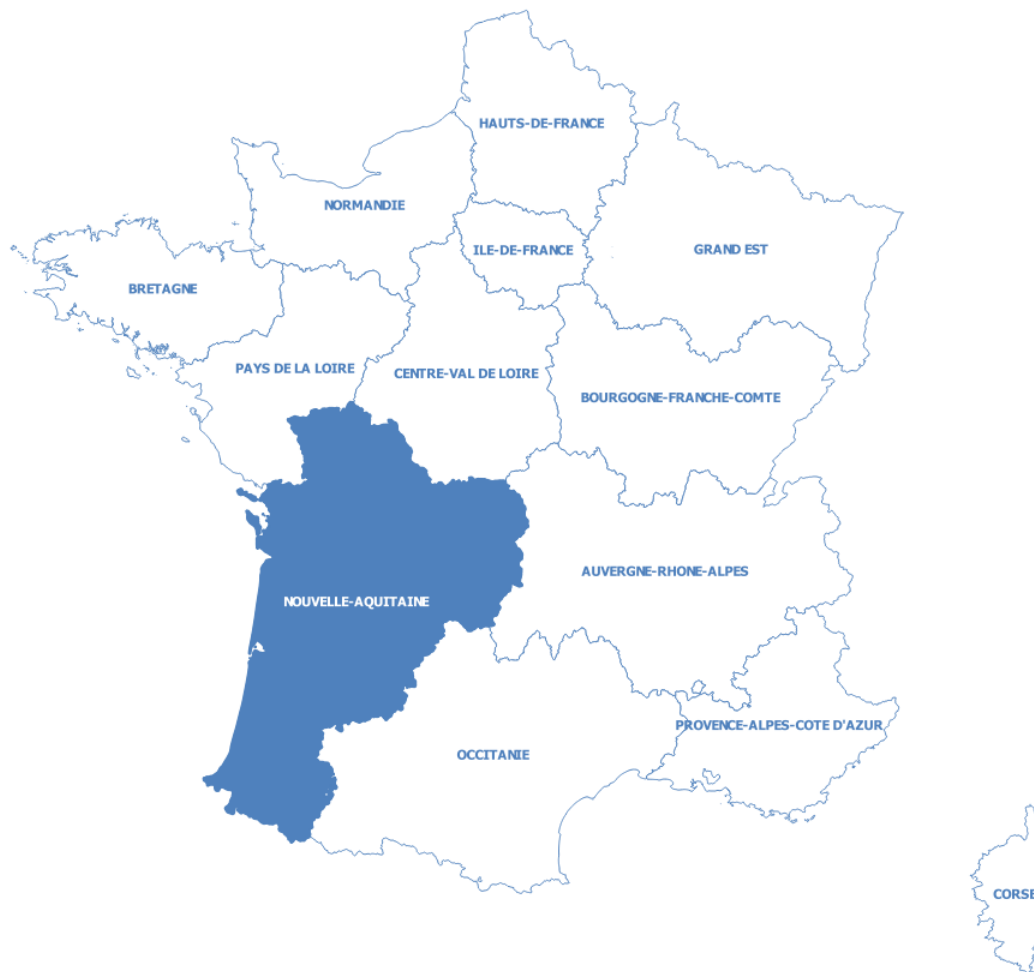 HAUTS-DE-FRANCE
NORMANDIE
ILE-DE-FRANCE
GRAND EST
BRETAGNE
PAYS DE LA LOIRE
CENTRE-VAL DE LOIRE
BOURGOGNE-FRANCHE-COMTE
AUVERGNE-RHONE-ALPES
NOUVELLE-AQUITAINE
PROVENCE-ALPES-COTE D'AZUR
OCCITANIE
CORSE